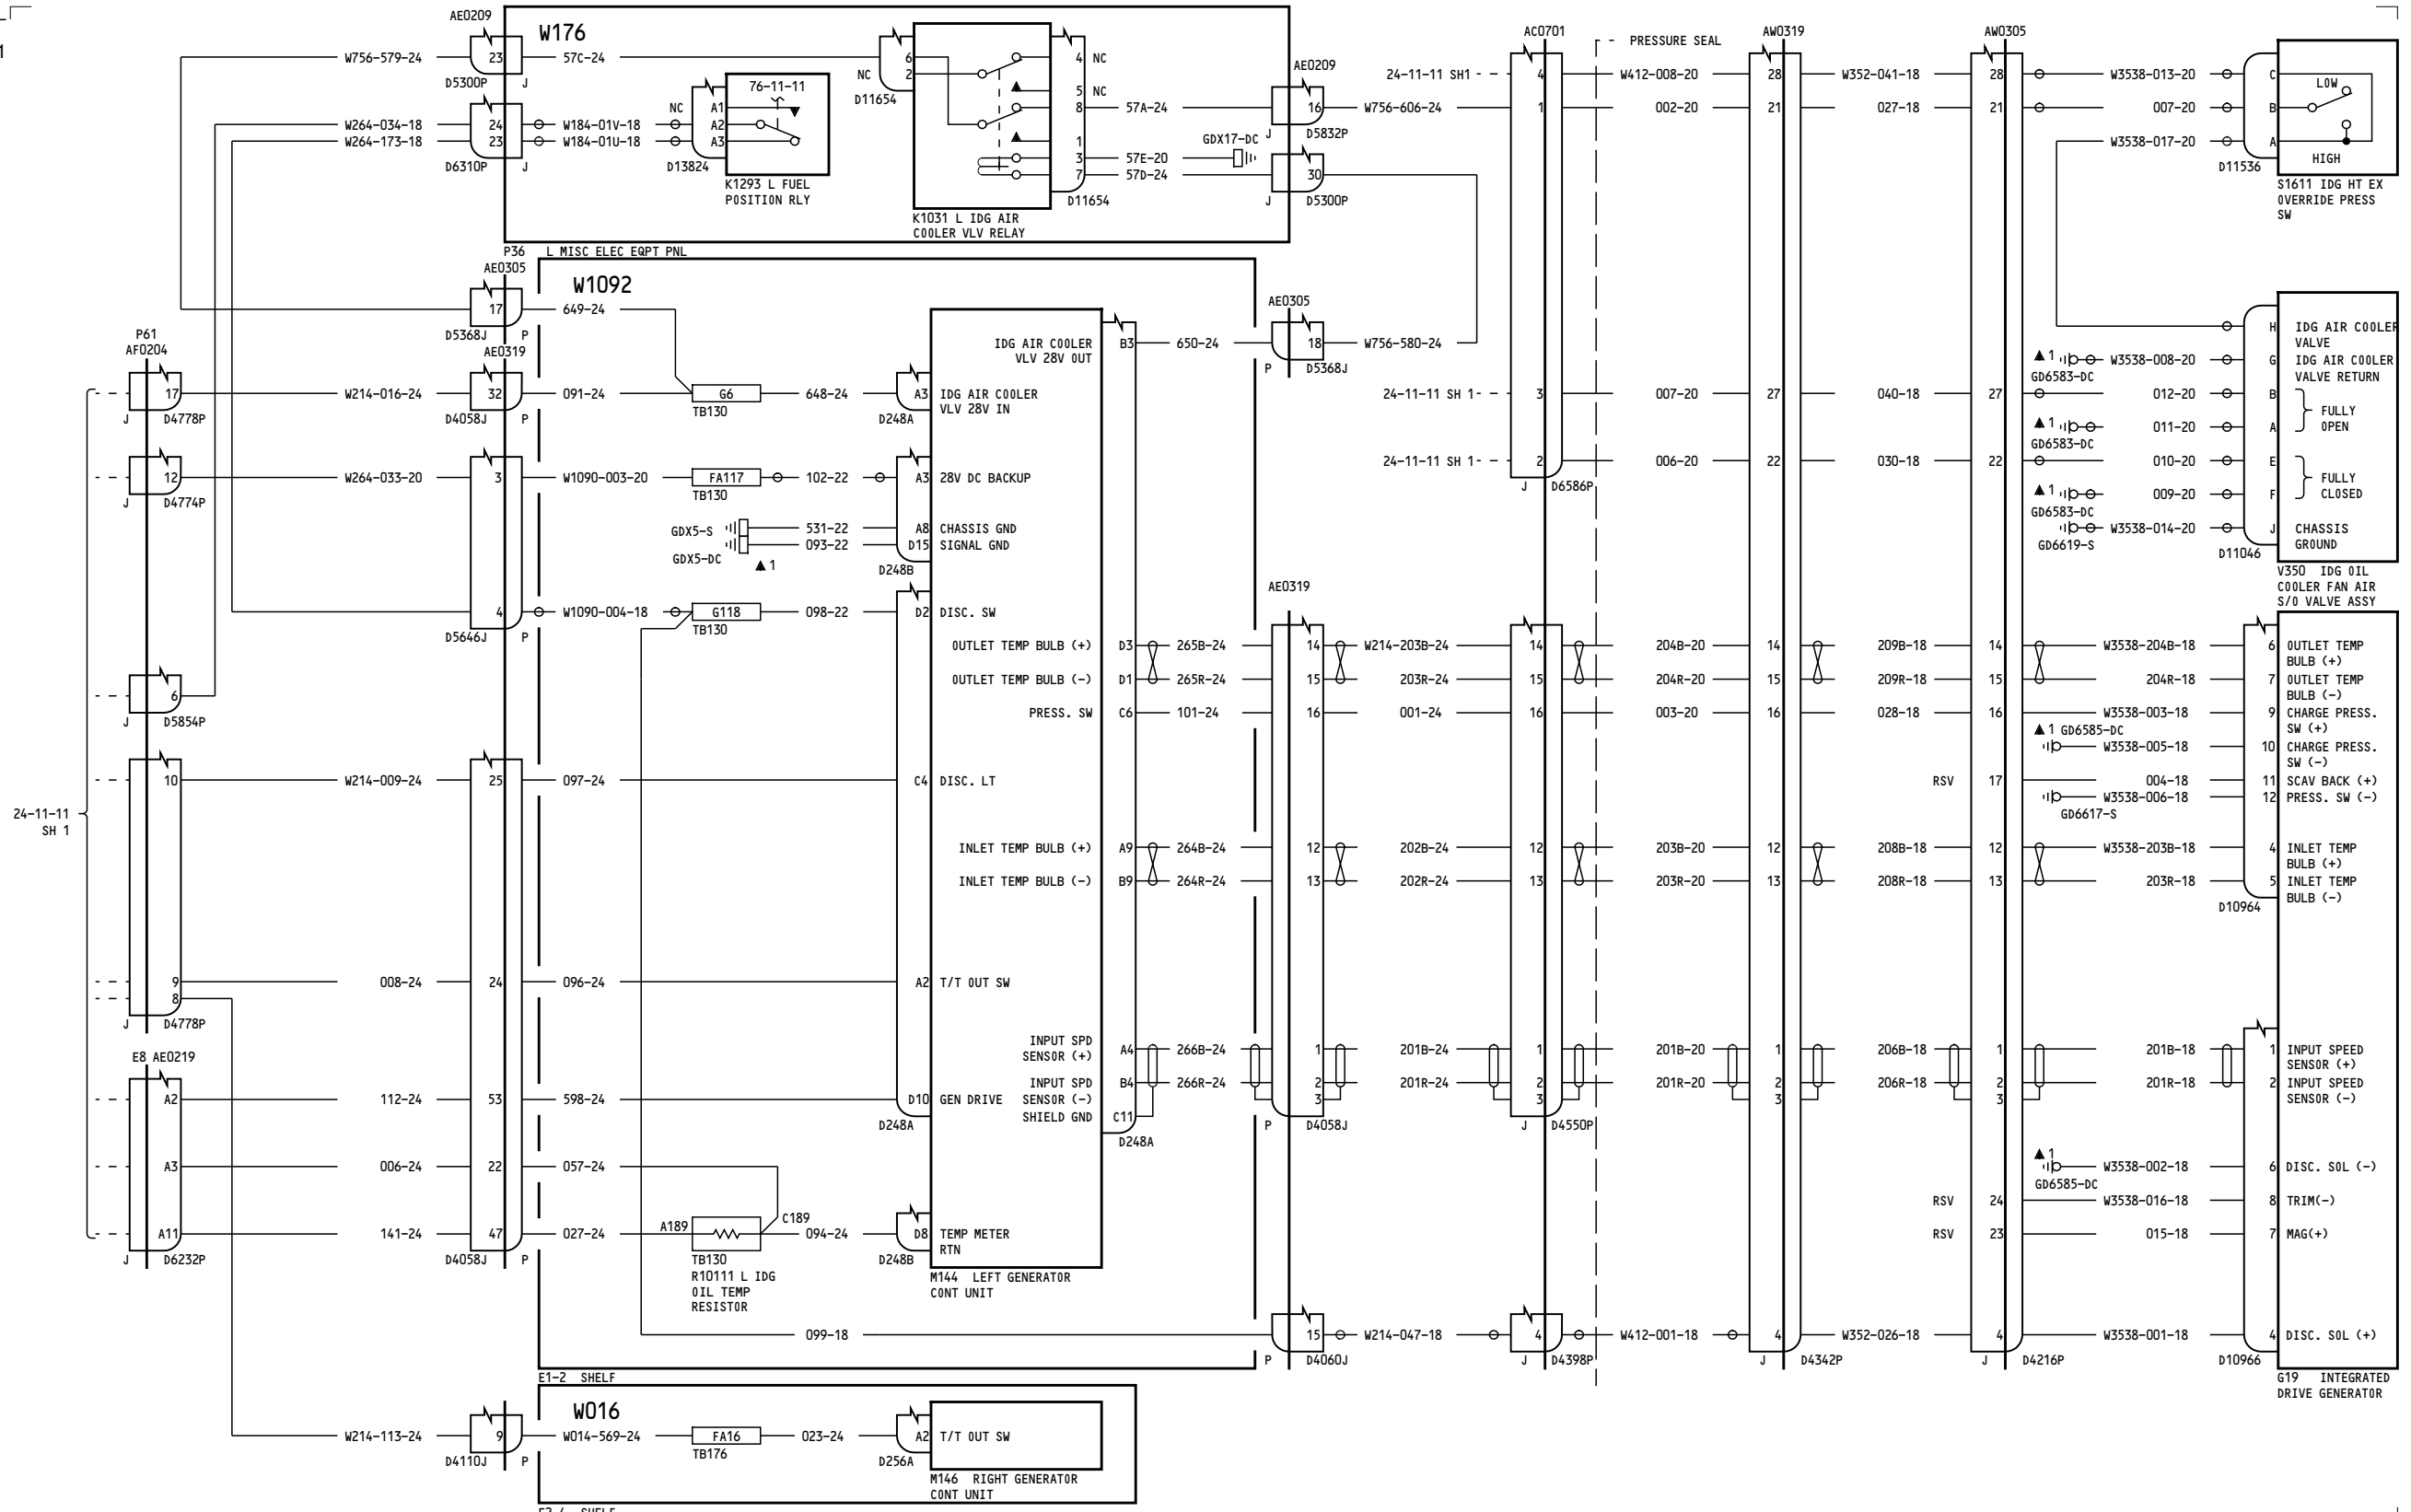 1
AE0209
W176
W756-579-24
23
57C-24
D5300P
J
W264-034-18
24
W184-01V-18
W264-173-18
23
W184-01U-18
D6310P
J
NC
A1
A2
A3
D13824
76-11-11
K1293 L FUEL
POSITION RLY
6
2
NC
D11654
4 NC
5 NC
8
1
3
7
D11654
K1031 L IDG AIR
COOLER VLV RELAY
57A-24
57E-20
57D-24
GDX17-DC
AE0209
16
W756-606-24
J
D5832P
30
J
D5300P
P36
L MISC ELEC EQPT PNL
AC0701
PRESSURE SEAL
AW0319
AW0305
24-11-11 SH1
4
W412-008-20
28
W352-041-18
28
W3538-013-20
C
1
002-20
21
027-18
21
007-20
B
W3538-017-20
A
D11536
LOW
HIGH
S1611 IDG HT EX
OVERRIDE PRESS
SW
AE0305
W1092
17
649-24
D5368J
P
AE0319
P61
AF0204
17
W214-016-24
32
091-24
G6
TB130
648-24
A3
IDG AIR COOLER
VLV 28V IN
J
D4778P
D4058J
P
D248A
IDG AIR COOLER
VLV 28V OUT
B3
650-24
AE0305
18
W756-580-24
P
D5368J
24-11-11 SH 1
3
007-20
27
040-18
27
012-20
B
24-11-11 SH 1
2
006-20
22
030-18
22
010-20
E
J
D6586P
H
IDG AIR COOLER
VALVE
1
W3538-008-20
G
IDG AIR COOLER
VALVE RETURN
GD6583-DC
1
011-20
A
FULLY
OPEN
GD6583-DC
1
009-20
F
FULLY
CLOSED
GD6583-DC
W3538-014-20
J
CHASSIS
GROUND
GD6619-S
D11046
V350 IDG OIL
COOLER FAN AIR
S/O VALVE ASSY
12
W264-033-20
3
W1090-003-20
FA117
TB130
102-22
A3
28V DC BACKUP
J
D4774P
GDX5-S
531-22
A8
CHASSIS GND
093-22
D15
SIGNAL GND
GDX5-DC
1
D248B
4
W1090-004-18
G118
TB130
098-22
D2
DISC. SW
D5646J
P
6
J
D5854P
AE0319
OUTLET TEMP BULB (+)
D3
265B-24
14
W214-203B-24
14
204B-20
14
209B-18
14
W3538-204B-18
6
OUTLET TEMP
BULB (+)
OUTLET TEMP BULB (-)
D1
265R-24
15
203R-24
15
204R-20
15
209R-18
15
204R-18
7
OUTLET TEMP
BULB (-)
PRESS. SW
C6
101-24
16
001-24
16
003-20
16
028-18
16
W3538-003-18
9
CHARGE PRESS.
SW (+)
1 GD6585-DC
W3538-005-18
10
CHARGE PRESS.
SW (-)
10
W214-009-24
25
097-24
C4
DISC. LT
RSV
17
004-18
11
SCAV BACK (+)
W3538-006-18
12
PRESS. SW (-)
GD6617-S
24-11-11
SH 1
INLET TEMP BULB (+)
A9
264B-24
12
202B-24
12
203B-20
12
208B-18
12
W3538-203B-18
4
INLET TEMP
BULB (+)
INLET TEMP BULB (-)
B9
264R-24
13
202R-24
13
203R-20
13
208R-18
13
203R-18
5
INLET TEMP
BULB (-)
D10964
9
008-24
24
096-24
A2
T/T OUT SW
8
J
D4778P
INPUT SPD
SENSOR (+)
A4
266B-24
1
201B-24
1
201B-20
1
206B-18
1
201B-18
1
INPUT SPEED
SENSOR (+)
INPUT SPD
SENSOR (-)
B4
266R-24
2
201R-24
2
201R-20
2
206R-18
2
201R-18
2
INPUT SPEED
SENSOR (-)
3
3
3
3
SHIELD GND
C11
D248A
P
D4058J
J
D4550P
E8 AE0219
A2
112-24
53
598-24
D10
GEN DRIVE
D248A
A3
006-24
22
057-24
1
W3538-002-18
6
DISC. SOL (-)
GD6585-DC
RSV
24
W3538-016-18
8
TRIM(-)
A11
141-24
47
027-24
A189
C189
094-24
D8
TEMP METER
RTN
RSV
23
015-18
7
MAG(+)
J
D6232P
D4058J
P
TB130
R10111 L IDG
OIL TEMP
RESISTOR
D248B
M144 LEFT GENERATOR
CONT UNIT
099-18
15
W214-047-18
4
W412-001-18
4
W352-026-18
4
W3538-001-18
4
DISC. SOL (+)
P
D4060J
J
D4398P
J
D4342P
J
D4216P
D10966
E1-2 SHELF
G19 INTEGRATED
DRIVE GENERATOR
W016
W214-113-24
9
W014-569-24
FA16
TB176
023-24
A2
T/T OUT SW
D4110J
P
D256A
M146 RIGHT GENERATOR
CONT UNIT